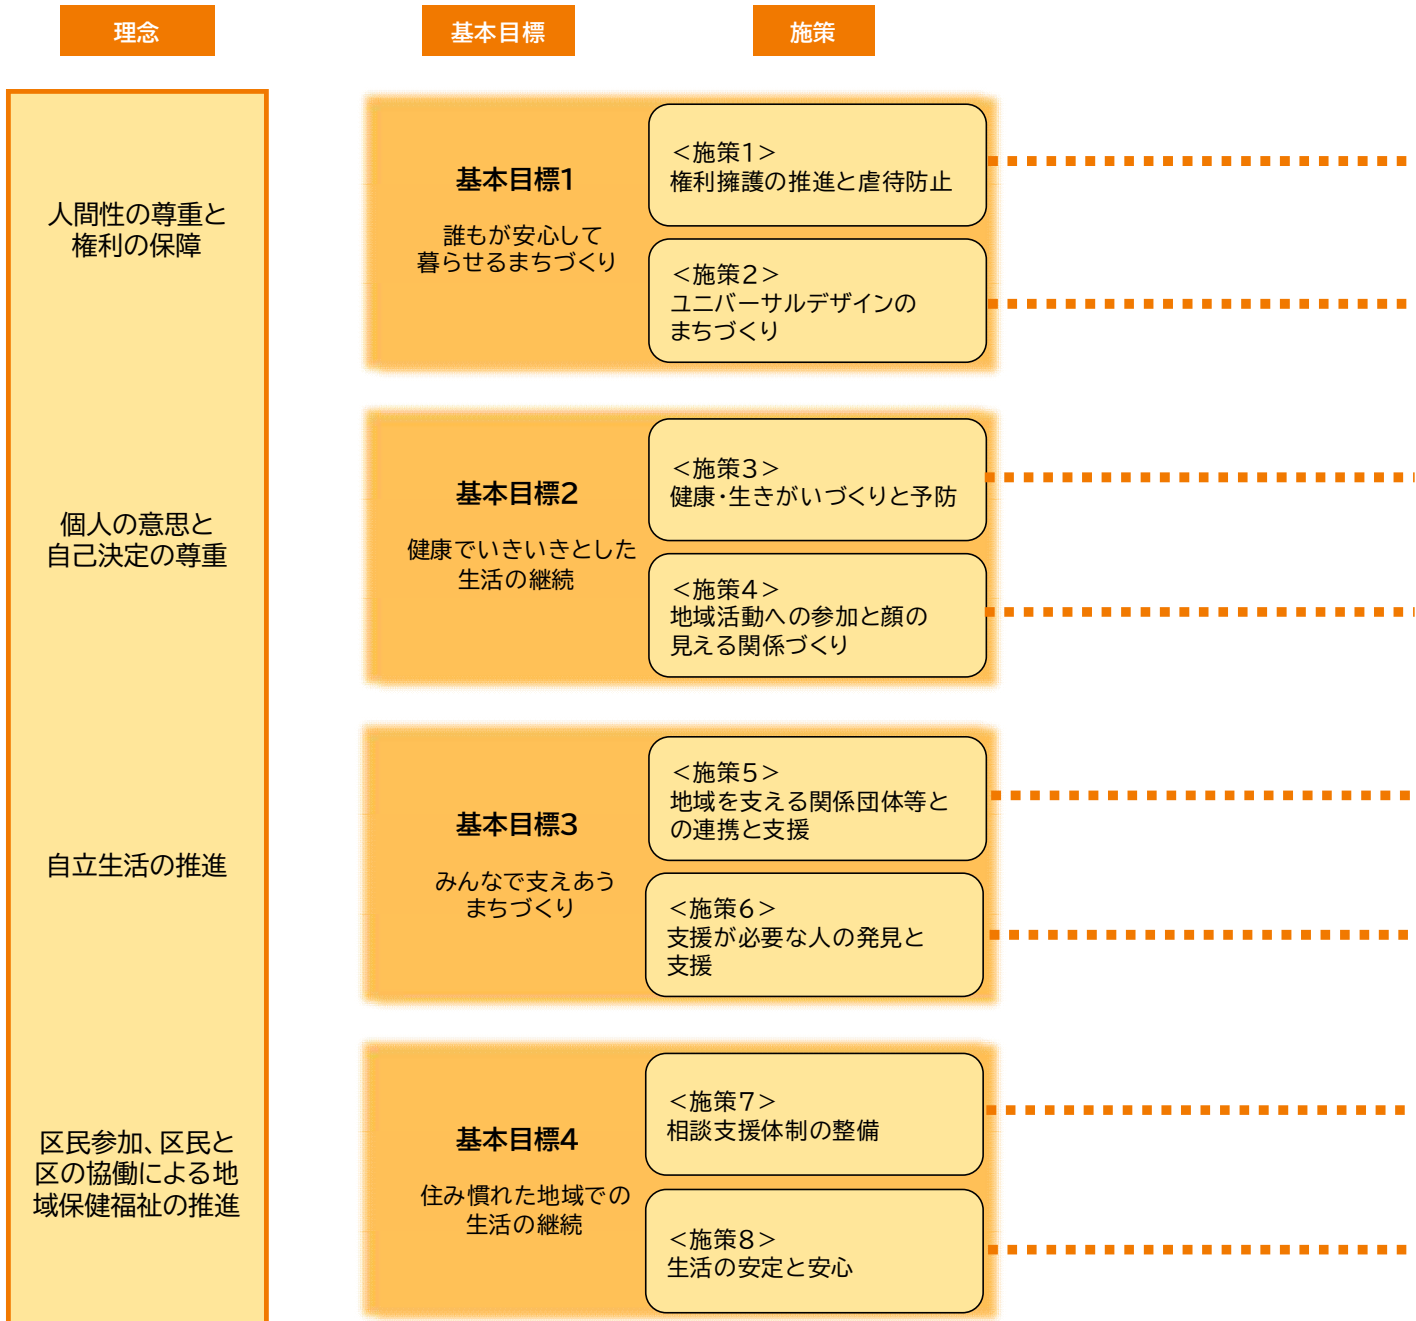 理念
基本目標
施策
人間性の尊重と
権利の保障
個人の意思と
自己決定の尊重
自立生活の推進
区民参加、区民と
区の協働による地
域保健福祉の推進
基本目標1
誰もが安心して
暮らせるまちづくり
<施策1>
権利擁護の推進と虐待防止
<施策2>
ユニバーサルデザインの
まちづくり
基本目標2
健康でいきいきとした
生活の継続
<施策3>
健康・生きがいづくりと予防
<施策4>
地域活動への参加と顔の
見える関係づくり
基本目標3
みんなで支えあう
まちづくり
<施策5>
地域を支える関係団体等と
の連携と支援
<施策6>
支援が必要な人の発見と
支援
基本目標4
住み慣れた地域での
生活の継続
<施策7>
相談支援体制の整備
<施策8>
生活の安定と安心